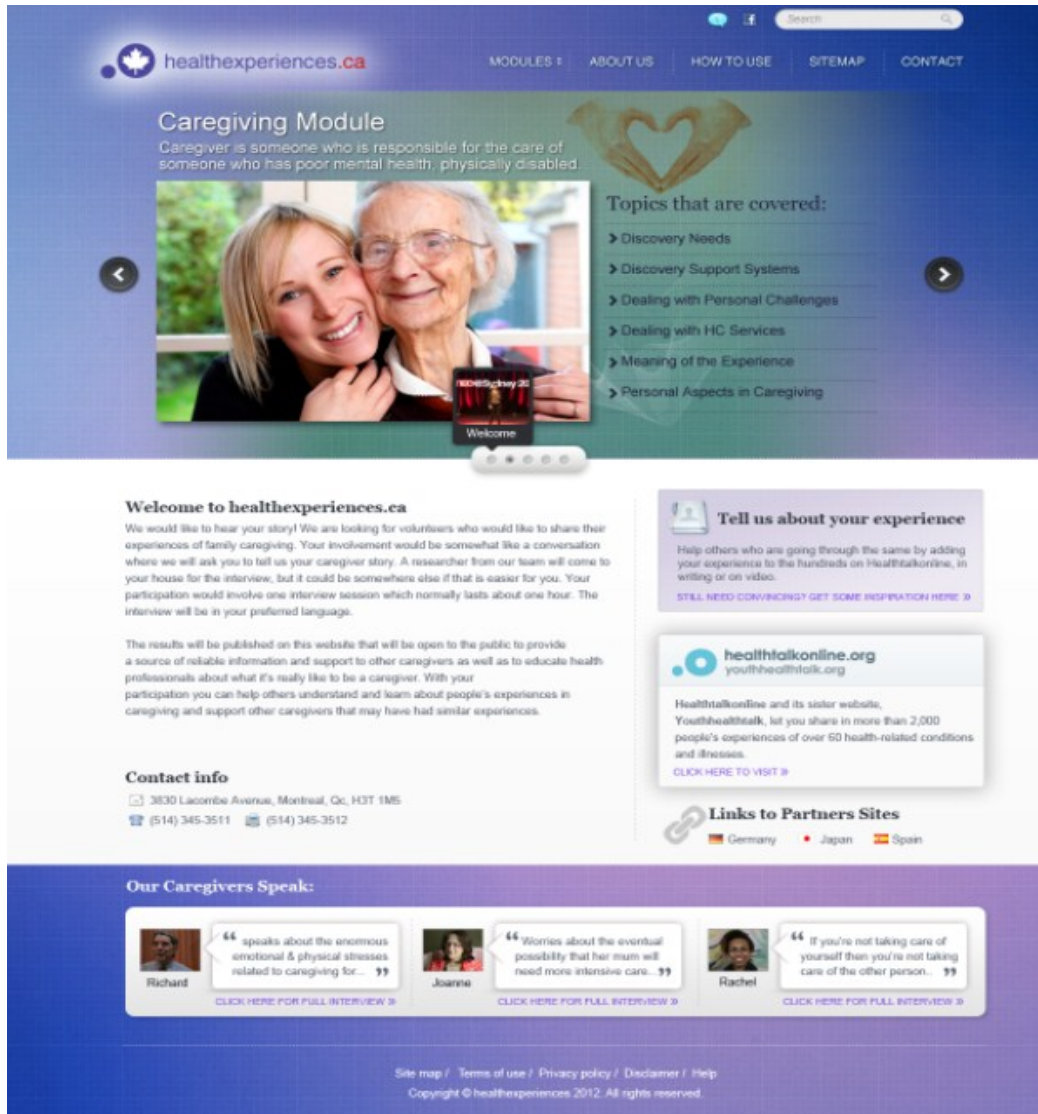 Search
healthexperiences.ca
MODULES
ABOUT US
HOW TO USE
SITEMAP
CONTACT
Caregiving Module
Caregiver is someone who is responsible for the care of
someone who has poor mental health, physically disabled.
Topics that are covered:
Discovery Needs
Discovery Support Systems
Dealing with Personal Challenges
Dealing with HC Services
Meaning of the Experience
Personal Aspects in Caregiving
Sydney
Welcome
Welcome to healthexperiences.ca
We would like to hear your story! We are looking for volunteers who would like to share their
experiences of family caregiving. Your involvement would be somewhat like a conversation
where we will ask you to tell us your caregiver story. A researcher from our team will come to
your house for the interview, but it could be somewhere else if that is easier for you. Your
participation would involve one interview session which normally lasts about one hour. The
interview will be in your preferred language.
The results will be published on this website that will be open to the public to provide
a source of reliable information and support to other caregivers as well as to educate health
professionals about what it's really like to be a caregiver. With your
participation you can help others understand and learn about people's experiences in
caregiving and support other caregivers that may have had similar experiences.
Contact info
3830 Lacombe Avenue, Montreal, Qc, H3T 1M5
(514) 345-3511 (514) 345-3512
Tell us about your experience
Help others who are going through the same by adding
your experience to the hundreds on Healthtalkonline, in
writing or on video.
STILL NEED CONVINCING? GET SOME INSPIRATION HERE »
healthtalkonline.org
youthhealthtalk.org
Healthtalkonline and its sister website,
Youthhealthtalk, let you share in more than 2,000
people's experiences of over 60 health-related conditions
and illnesses.
CLICK HERE TO VISIT »
Links to Partners Sites
Germany Japan Spain
Our Caregivers Speak:
Richard
“ speaks about the enormous
emotional & physical stresses
related to caregiving for... ”
CLICK HERE FOR FULL INTERVIEW »
Joanne
“ Worries about the eventual
possibility that her mum will
need more intensive care... ”
CLICK HERE FOR FULL INTERVIEW »
Rachel
“ If you're not taking care of
yourself then you're not taking
care of the other person.. ”
CLICK HERE FOR FULL INTERVIEW »
Site map / Terms of use / Privacy policy / Disclaimer / Help
Copyright © healthexperiences 2012. All rights reserved.